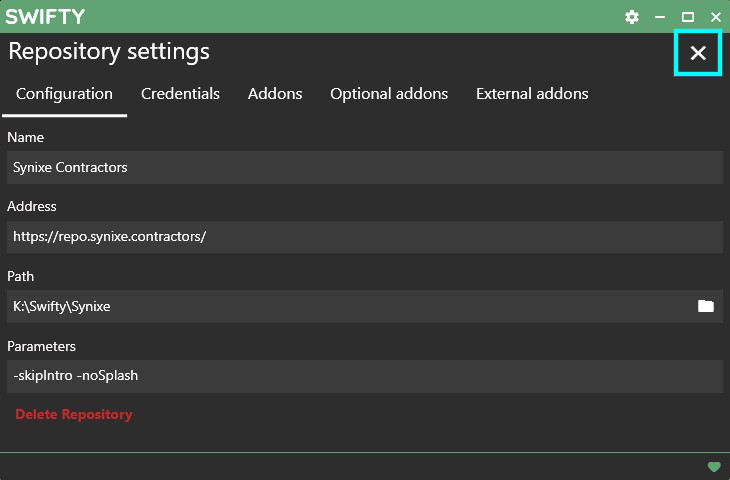 SWIFTY
Repository settings
Configuration Credentials Addons Optional addons External addons
Name
Synixe Contractors
Address
https://repo.synixe.contractors/
Path
K:\Swifty\Synixe
Parameters
-skipIntro -noSplash
Delete Repository